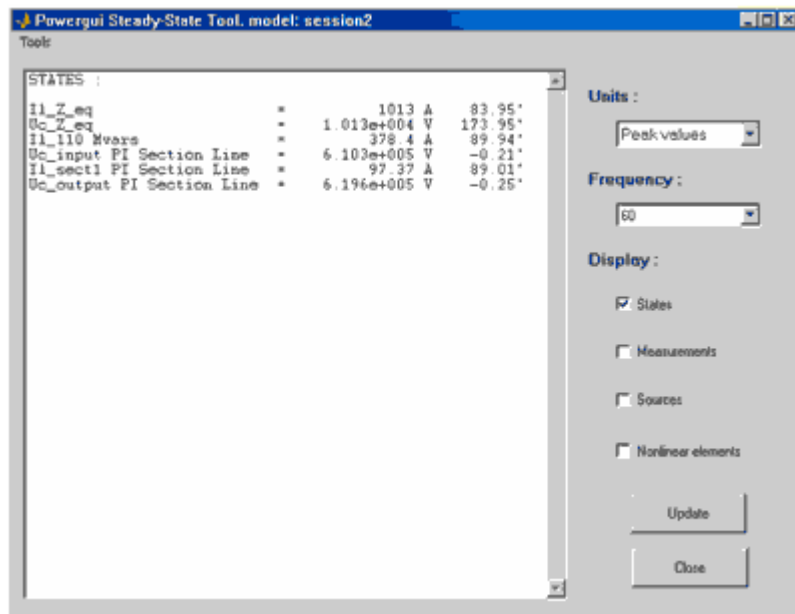 Powergui Steady-State Tool. model: session2
Tools
STATES :
Il_Z_eq = 1013 A 83.95°
Uc_Z_eq = 1.013e+004 V 173.95°
Il_110 Mvars = 378.4 A 89.94°
Uc_input PI Section Line = 6.103e+005 V -0.21°
Il_sect1 PI Section Line = 97.37 A 89.01°
Uc_output PI Section Line = 6.196e+005 V -0.25°
Units :
Peak values
Frequency :
60
Display :
States
Measurements
Sources
Nonlinear elements
Update
Close